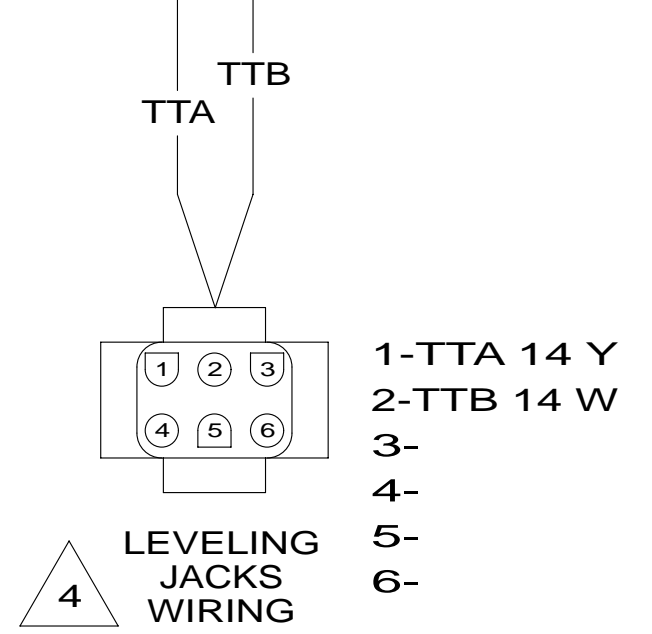 TTB
TTA
1 2 3
4 5 6
1-TTA 14 Y
2-TTB 14 W
3-
4-
5-
6-
LEVELING
JACKS
WIRING
4